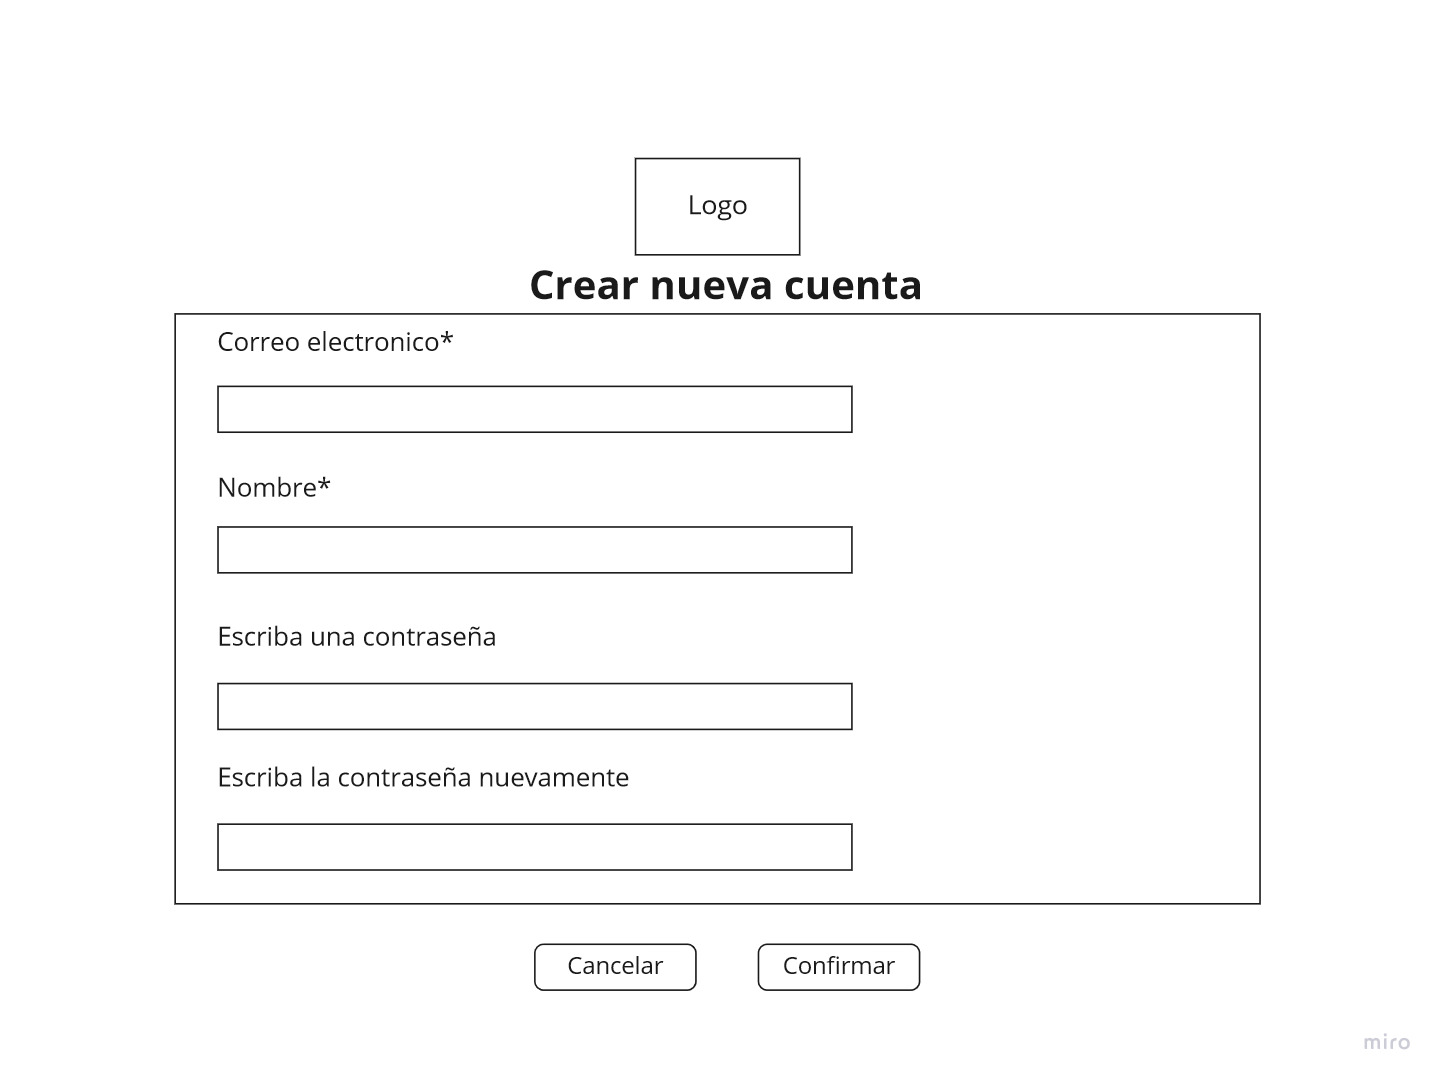 Logo
Crear nueva cuenta
Correo electronico*
Nombre*
Escriba una contraseña
Escriba la contraseña nuevamente
Cancelar
Confirmar
miro